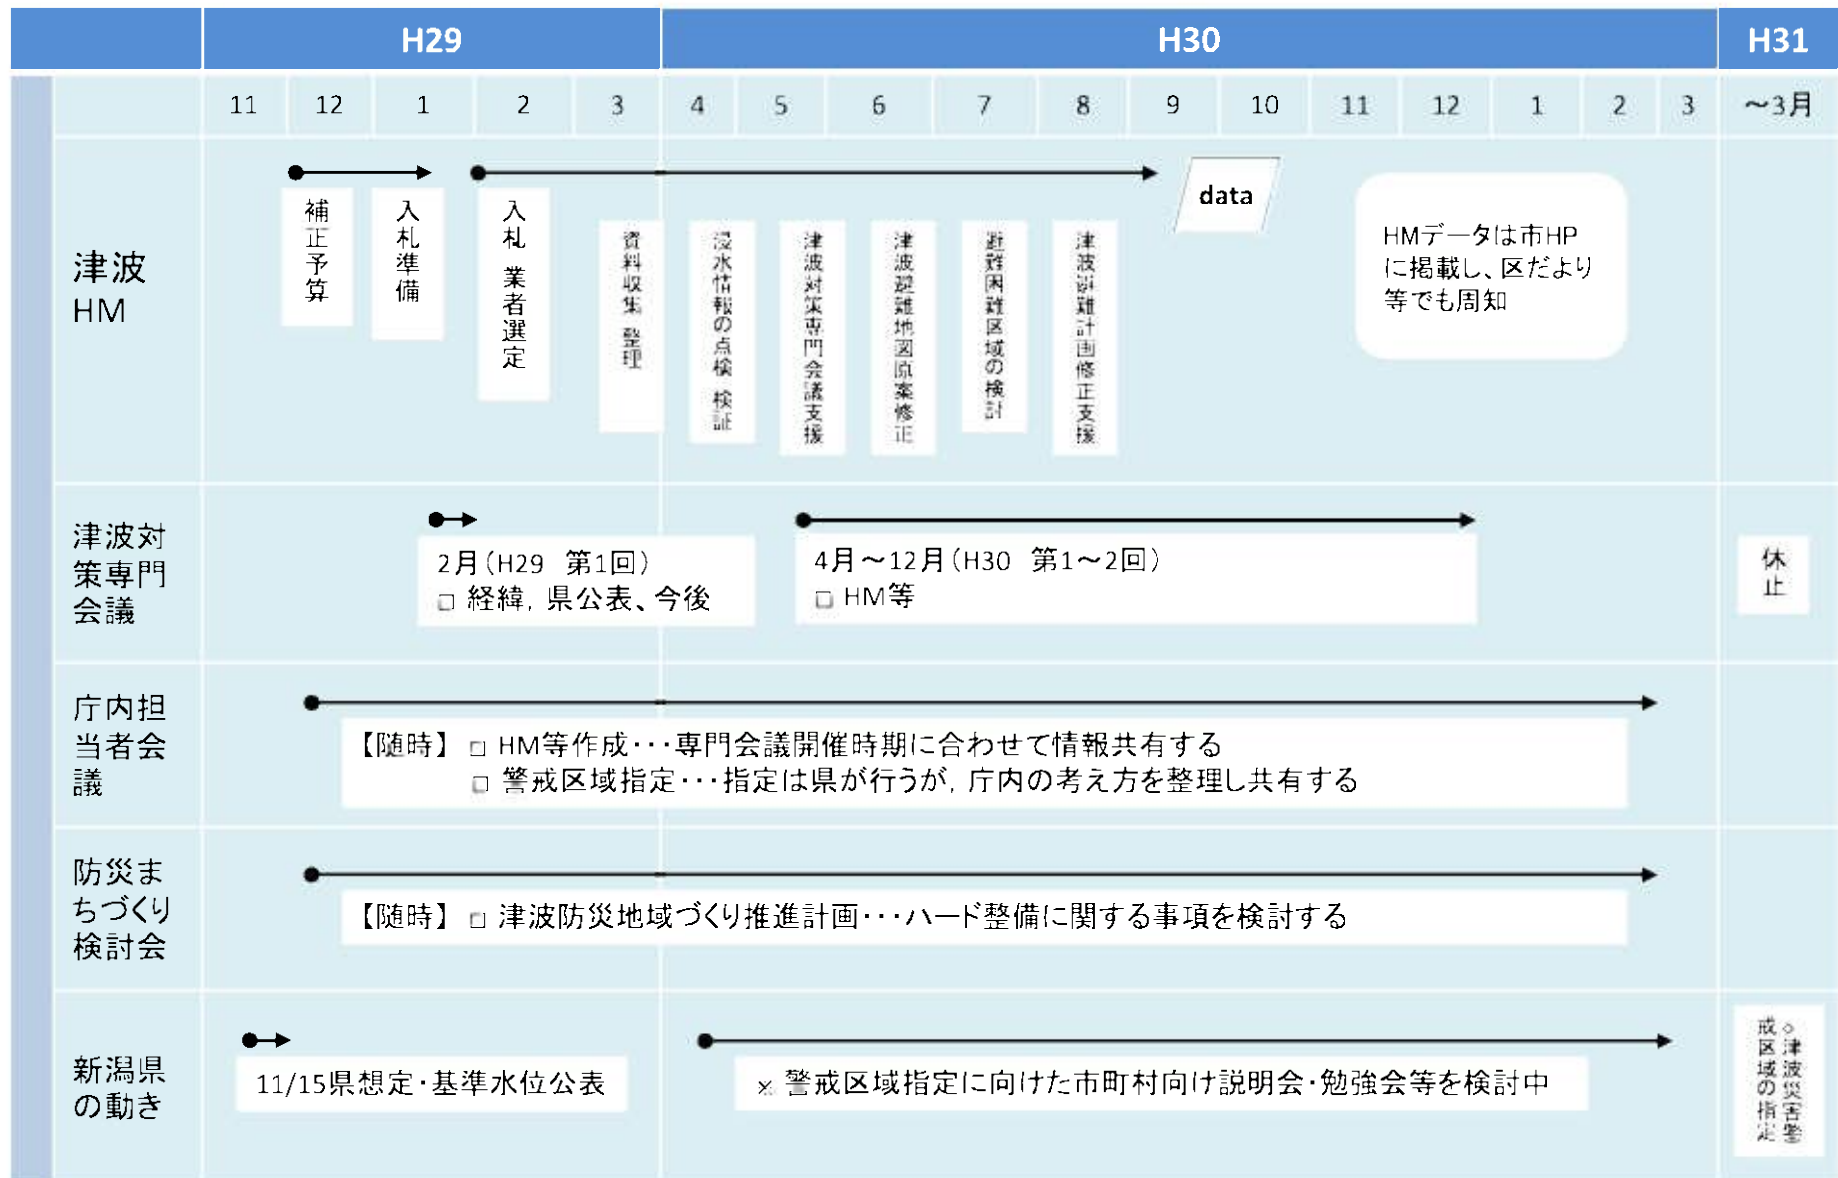 H29 H30 H31
11 12 1 2 3 4 5 6 7 8 9 10 11 12 1 2 3 ～3月
津波
HM
補正予算
入札準備
入札 業者選定
資料収集 整理
浸水情報の点検 検証
津波対策専門会議支援
津波避難地図原案修正
避難困難区域の検討
津波避難計画修正支援
data
HMデータは市HP
に掲載し、区だより
等でも周知
津波対
策専門
会議
2月（H29 第1回）
□ 経緯，県公表、今後
4月～12月（H30 第1～2回）
□ HM等
休止
庁内担
当者会
議
【随時】 □ HM等作成･･･専門会議開催時期に合わせて情報共有する
□ 警戒区域指定･･･指定は県が行うが，庁内の考え方を整理し共有する
防災ま
ちづくり
検討会
【随時】 □ 津波防災地域づくり推進計画･･･ハード整備に関する事項を検討する
新潟県
の動き
11/15県想定･基準水位公表
※ 警戒区域指定に向けた市町村向け説明会･勉強会等を検討中
◇津波災害警
戒区域の指定